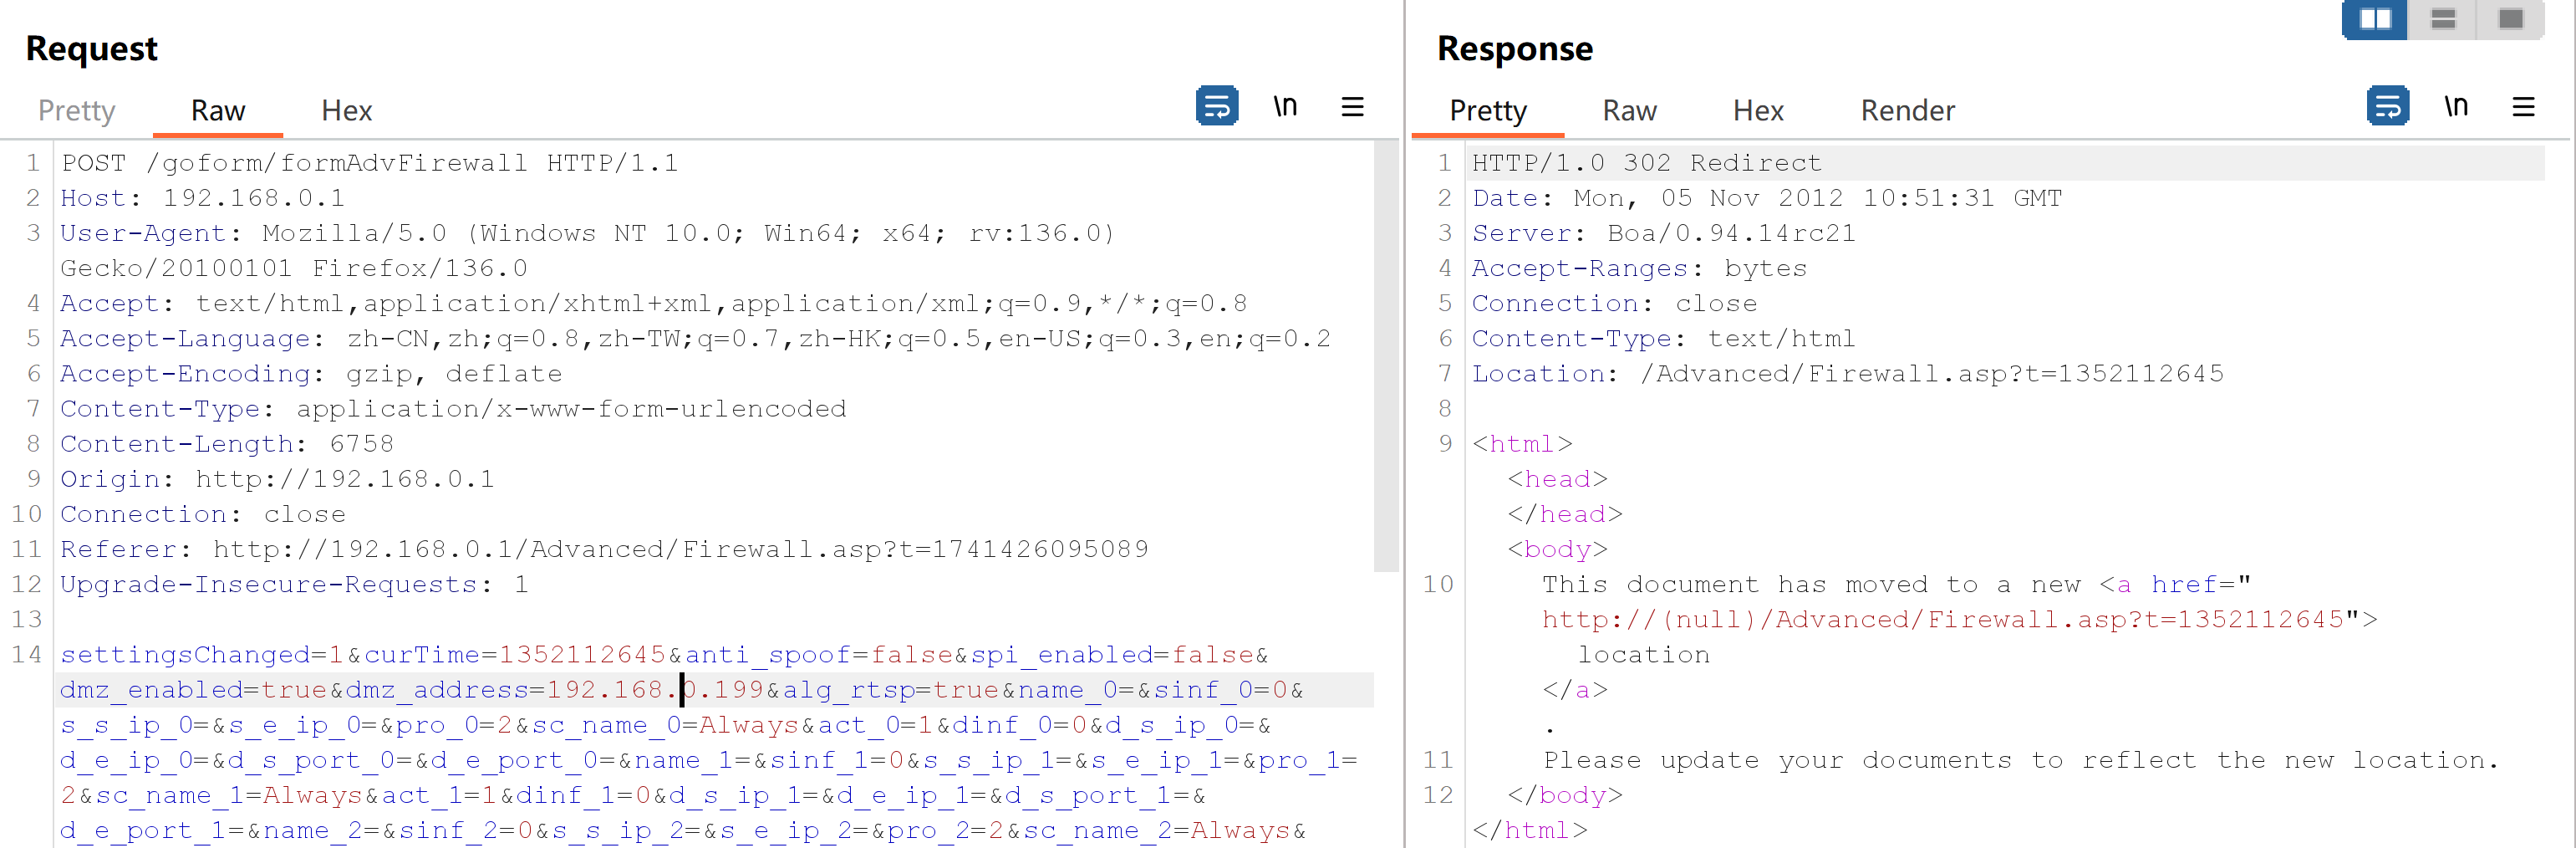 Request
Pretty Raw Hex \n
1 POST /goform/formAdvFirewall HTTP/1.1
2 Host: 192.168.0.1
3 User-Agent: Mozilla/5.0 (Windows NT 10.0; Win64; x64; rv:136.0)
Gecko/20100101 Firefox/136.0
4 Accept: text/html,application/xhtml+xml,application/xml;q=0.9,*/*;q=0.8
5 Accept-Language: zh-CN,zh;q=0.8,zh-TW;q=0.7,zh-HK;q=0.5,en-US;q=0.3,en;q=0.2
6 Accept-Encoding: gzip, deflate
7 Content-Type: application/x-www-form-urlencoded
8 Content-Length: 6758
9 Origin: http://192.168.0.1
10 Connection: close
11 Referer: http://192.168.0.1/Advanced/Firewall.asp?t=1741426095089
12 Upgrade-Insecure-Requests: 1
13
14 settingsChanged=1&curTime=1352112645&anti_spoof=false&spi_enabled=false&
dmz_enabled=true&dmz_address=192.168.0.199&alg_rtsp=true&name_0=&sinf_0=0&
s_s_ip_0=&s_e_ip_0=&pro_0=2&sc_name_0=Always&act_0=1&dinf_0=0&d_s_ip_0=&
d_e_ip_0=&d_s_port_0=&d_e_port_0=&name_1=&sinf_1=0&s_s_ip_1=&s_e_ip_1=&pro_1=
2&sc_name_1=Always&act_1=1&dinf_1=0&d_s_ip_1=&d_e_ip_1=&d_s_port_1=&
d_e_port_1=&name_2=&sinf_2=0&s_s_ip_2=&s_e_ip_2=&pro_2=2&sc_name_2=Always&
Response
Pretty Raw Hex Render \n
1 HTTP/1.0 302 Redirect
2 Date: Mon, 05 Nov 2012 10:51:31 GMT
3 Server: Boa/0.94.14rc21
4 Accept-Ranges: bytes
5 Connection: close
6 Content-Type: text/html
7 Location: /Advanced/Firewall.asp?t=1352112645
8
9 <html>
<head>
</head>
<body>
10 This document has moved to a new <a href="
http://(null)/Advanced/Firewall.asp?t=1352112645">
location
</a>
.
11 Please update your documents to reflect the new location.
12 </body>
</html>